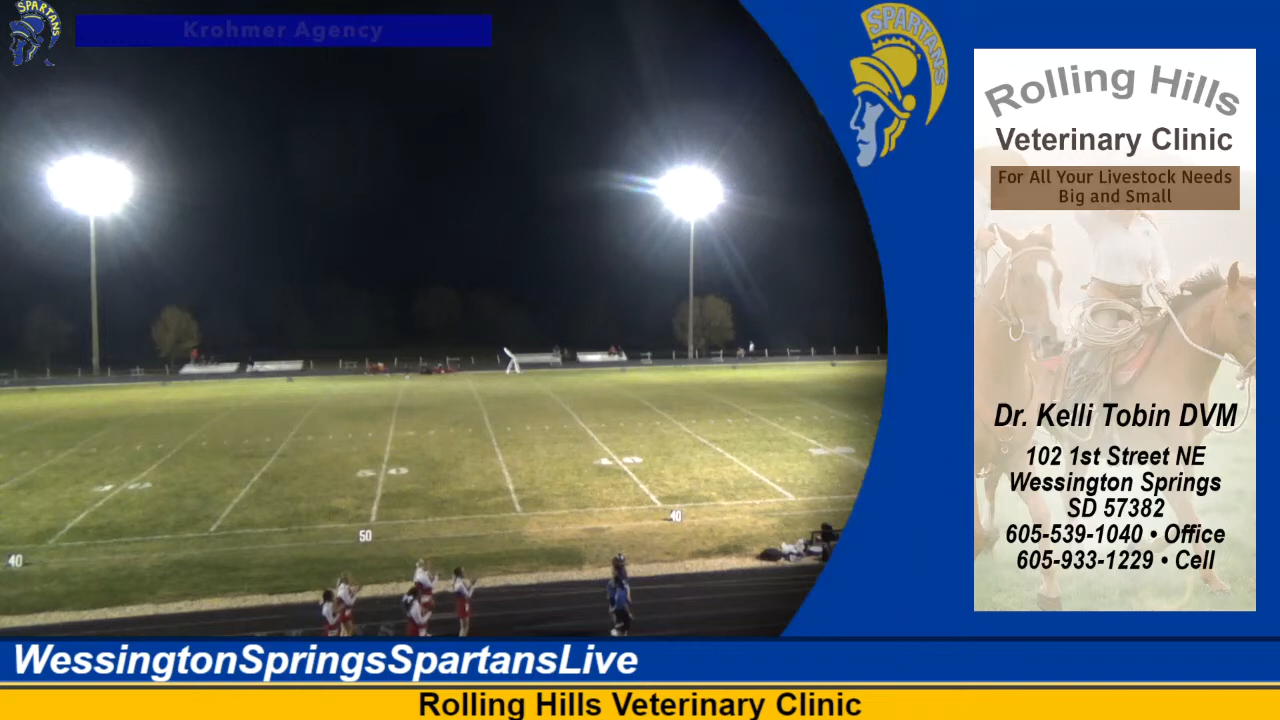 SPARTANS
Krohmer Agency
SPARTANS
Rolling Hills
Veterinary Clinic
For All Your Livestock Needs
Big and Small
Dr. Kelli Tobin DVM
102 1st Street NE
Wessington Springs
SD 57382
605-539-1040 • Office
605-933-1229 • Cell
50
40
40
WessingtonSpringsSpartansLive
Rolling Hills Veterinary Clinic